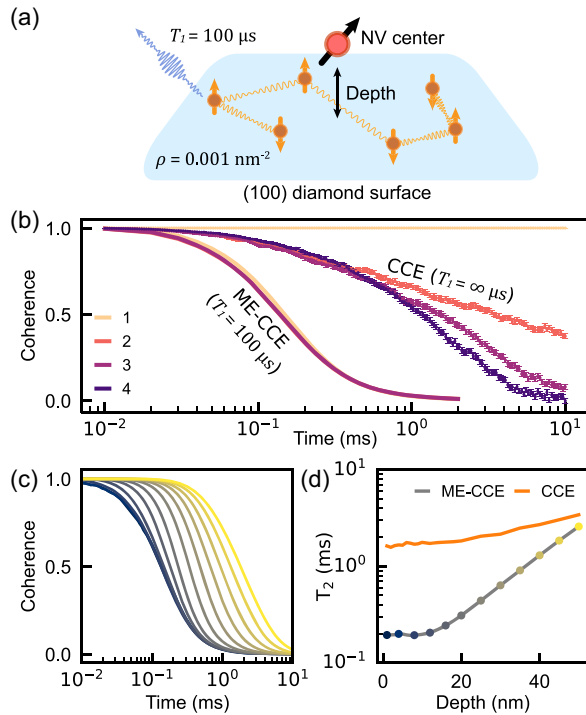 (a)
T₁ = 100 μs
NV center
Depth
ρ = 0.001 nm⁻²
(100) diamond surface
(b)
1.0
0.5
0.0
Coherence
CCE (T₁ = ∞ μs)
ME-CCE
(T₁ = 100 μs)
1
2
3
4
10⁻²
10⁻¹
10⁰
10¹
Time (ms)
(c)
1.0
0.5
0.0
Coherence
10⁻²
10⁻¹
10⁰
10¹
Time (ms)
(d)
ME-CCE
CCE
10¹
10⁰
10⁻¹
T₂ (ms)
0
20
40
Depth (nm)